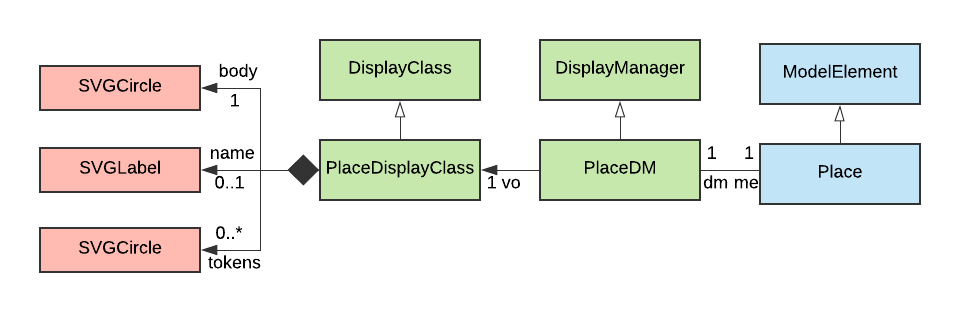 SVGCircle
body
1
SVGLabel
name
0..1
SVGCircle
0..*
tokens
DisplayClass
PlaceDisplayClass
1 vo
DisplayManager
PlaceDM
1
dm
1
me
ModelElement
Place